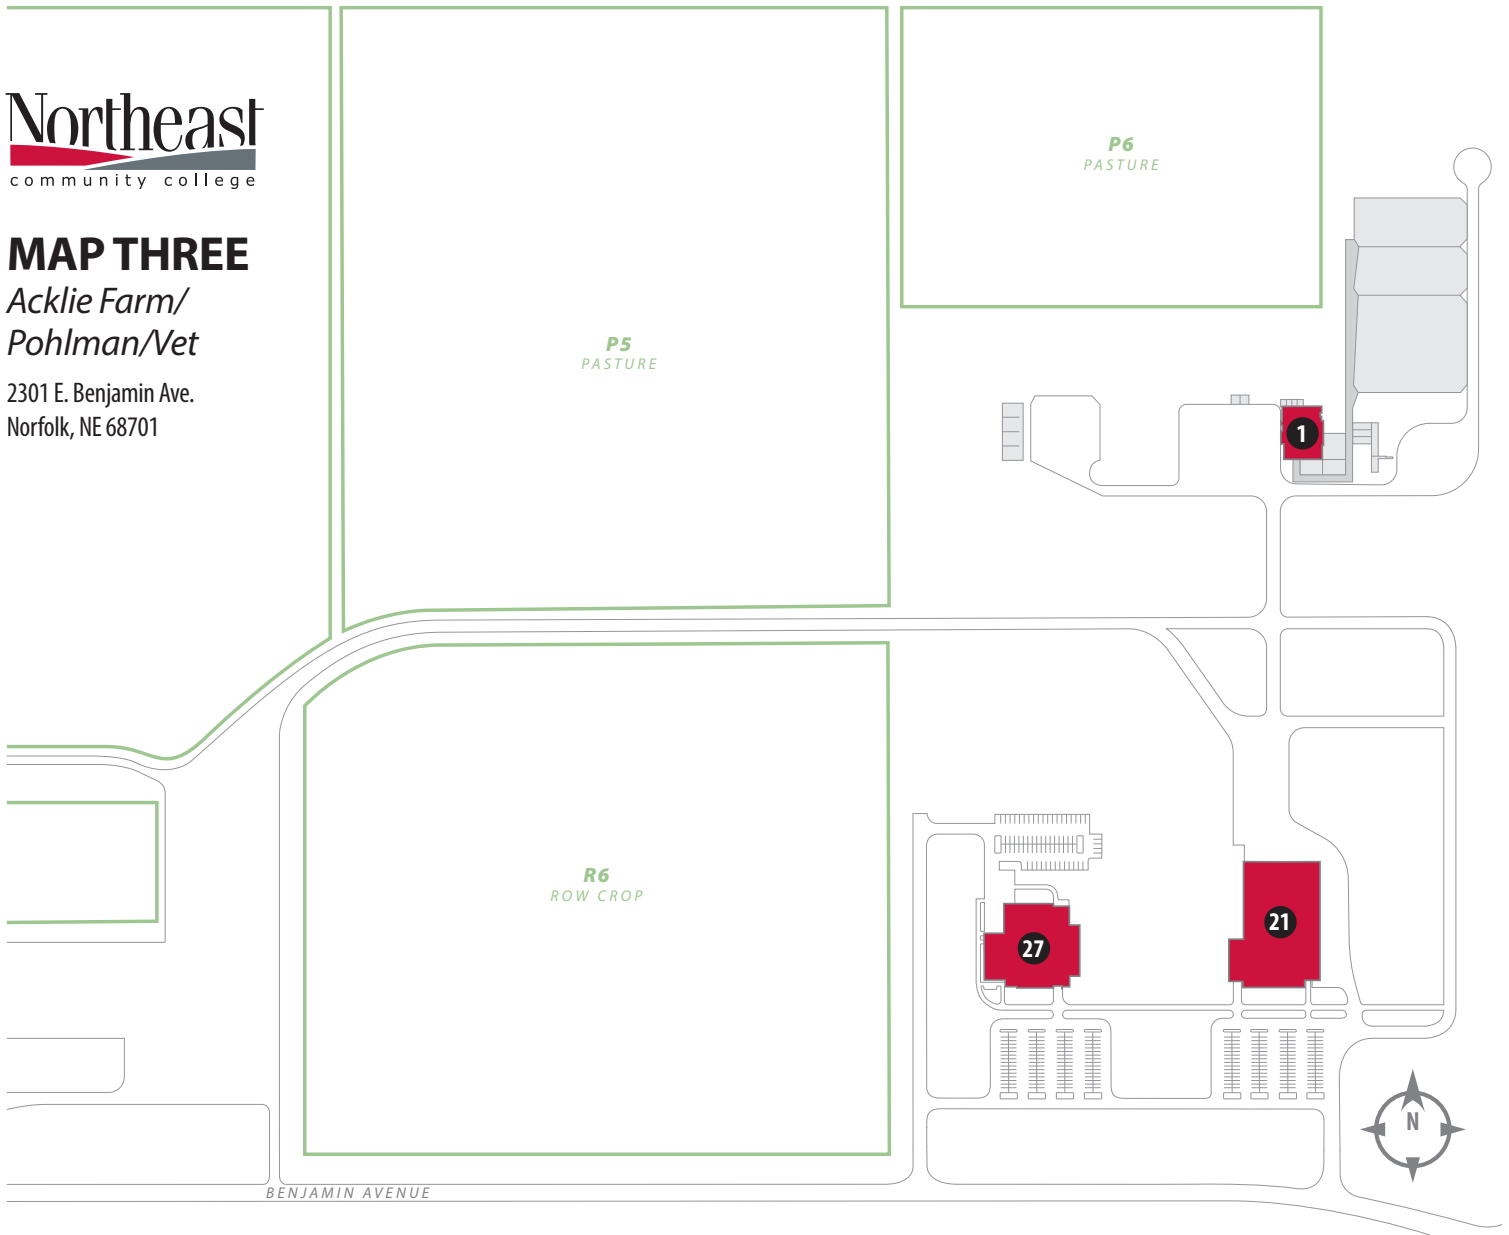 Northeast
community college
MAP THREE
Acklie Farm/
Pohlman/Vet
2301 E. Benjamin Ave.
Norfolk, NE 68701
P6
PASTURE
P5
PASTURE
1
R6
ROW CROP
27
21
N
BENJAMIN AVENUE